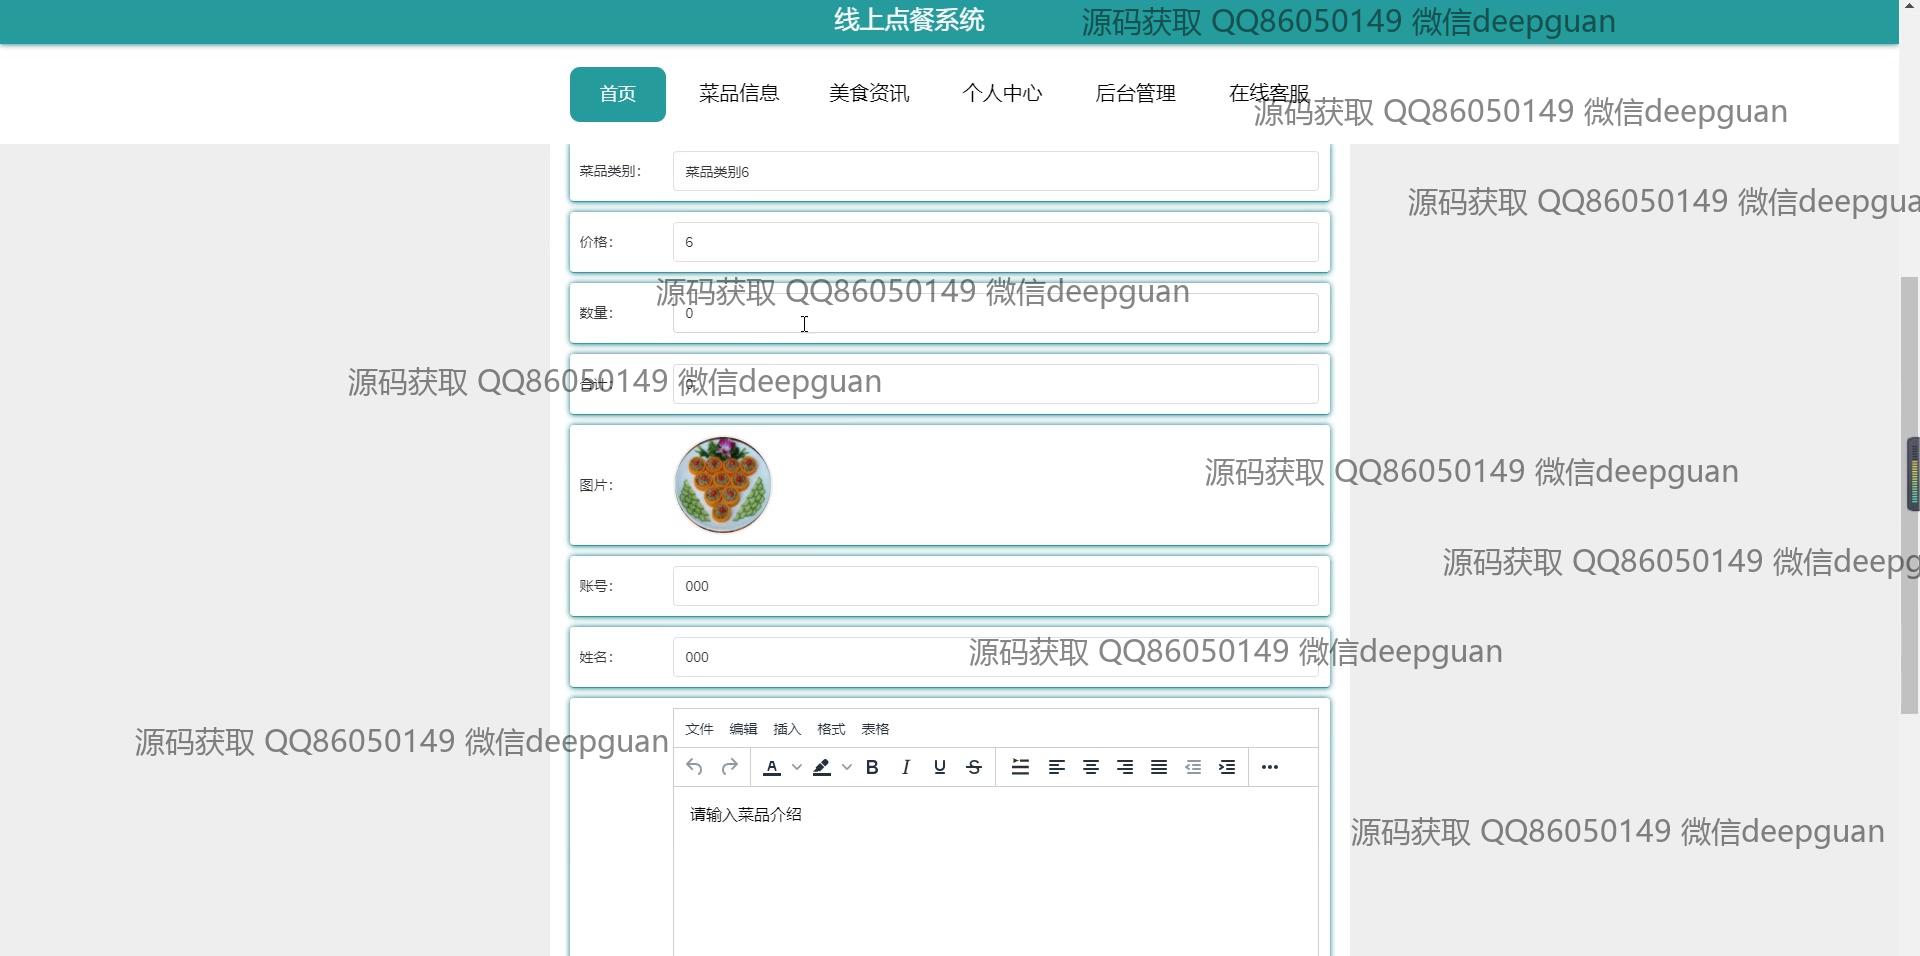 线上点餐系统
源码获取 QQ86050149 微信deepguan
首页 菜品信息 美食资讯 个人中心 后台管理 在线客服
源码获取 QQ86050149 微信deepguan
菜品类别： 菜品类别6
源码获取 QQ86050149 微信deepgua
价格： 6
源码获取 QQ86050149 微信deepguan
数量： 0
源码获取 QQ86050149 微信deepguan
合计： 0
源码获取 QQ86050149 微信deepguan
图片：
源码获取 QQ86050149 微信deepg
账号： 000
源码获取 QQ86050149 微信deepguan
姓名： 000
文件 编辑 插入 格式 表格
源码获取 QQ86050149 微信deepguan
A B I U S
请输入菜品介绍
源码获取 QQ86050149 微信deepguan